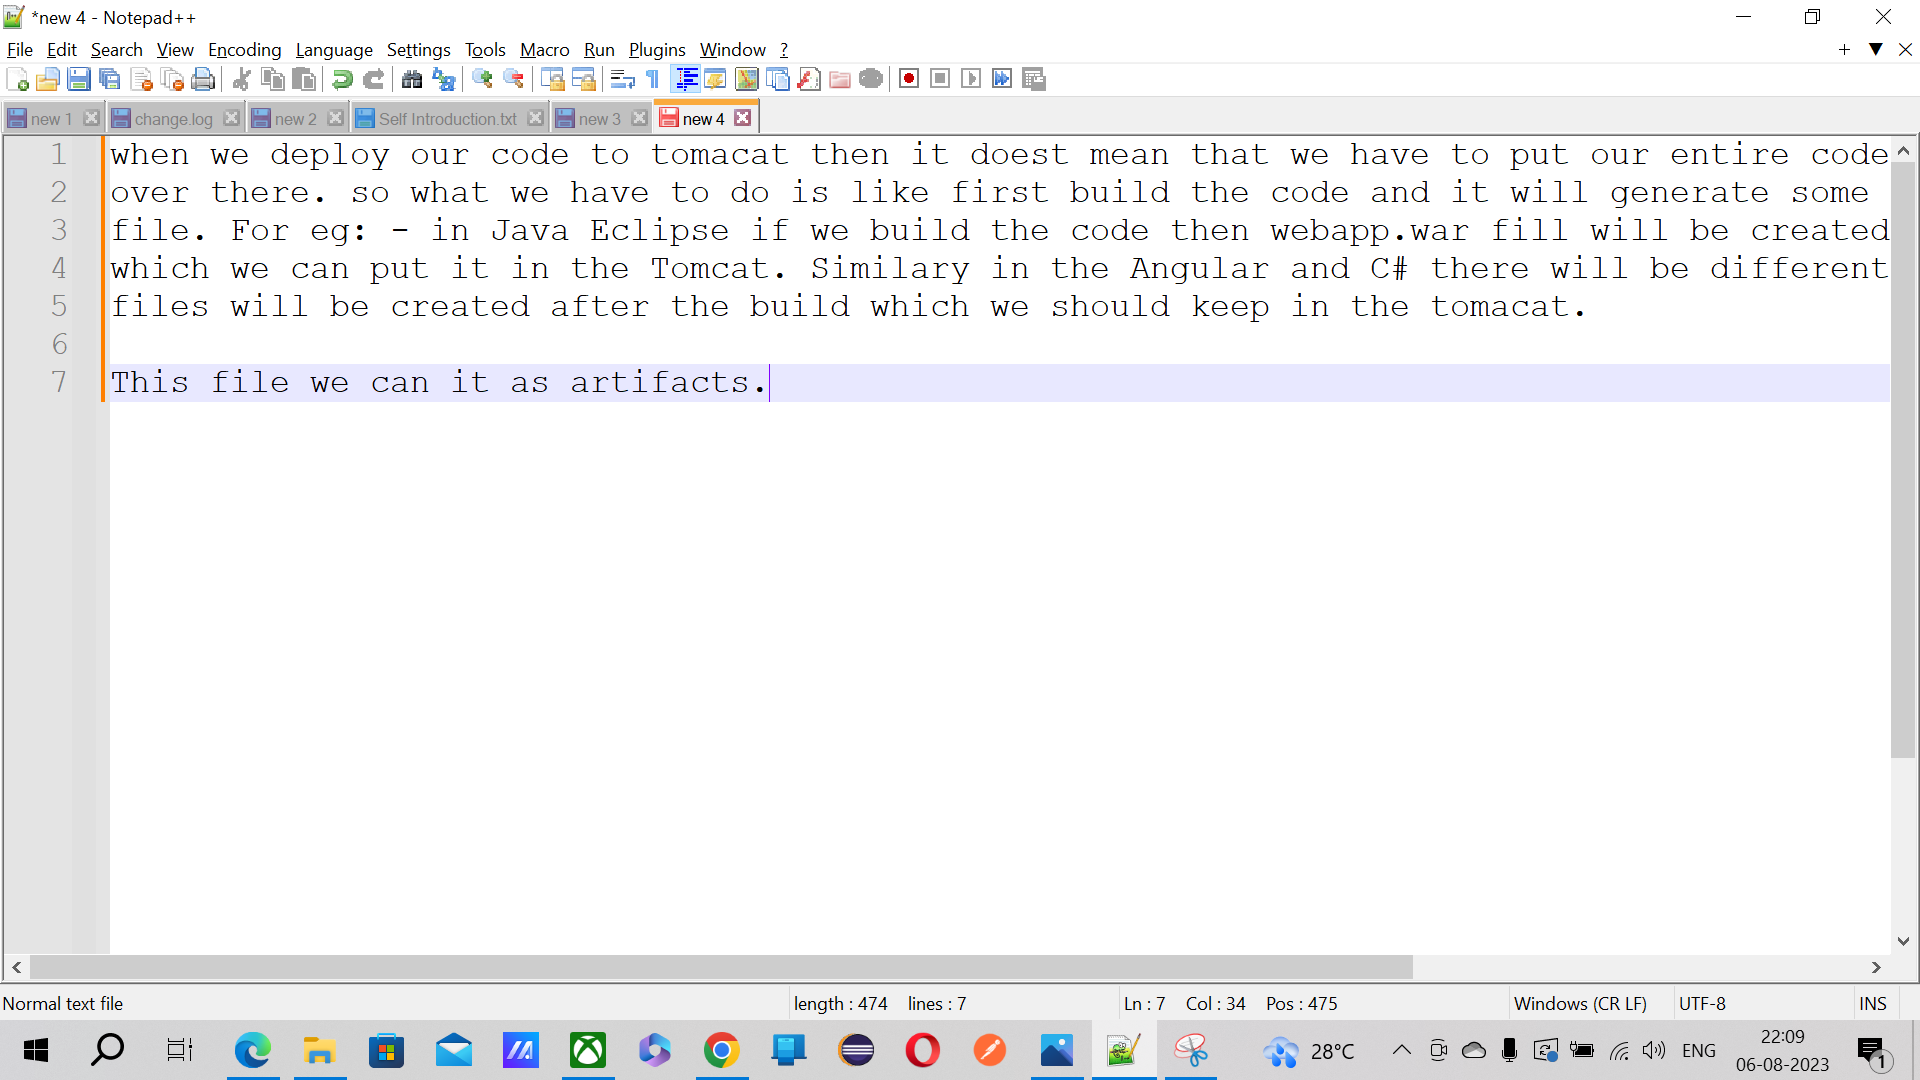 *new 4 - Notepad++
File Edit Search View Encoding Language Settings Tools Macro Run Plugins Window ?
new 1 change.log new 2 Self Introduction.txt new 3 new 4
1 when we deploy our code to tomacat then it doest mean that we have to put our entire code
2 over there. so what we have to do is like first build the code and it will generate some
3 file. For eg: - in Java Eclipse if we build the code then webapp.war fill will be created
4 which we can put it in the Tomcat. Similary in the Angular and C# there will be different
5 files will be created after the build which we should keep in the tomacat.
6
7 This file we can it as artifacts.
Normal text file length : 474 lines : 7 Ln : 7 Col : 34 Pos : 475 Windows (CR LF) UTF-8 INS
28°C ENG 22:09 1
06-08-2023